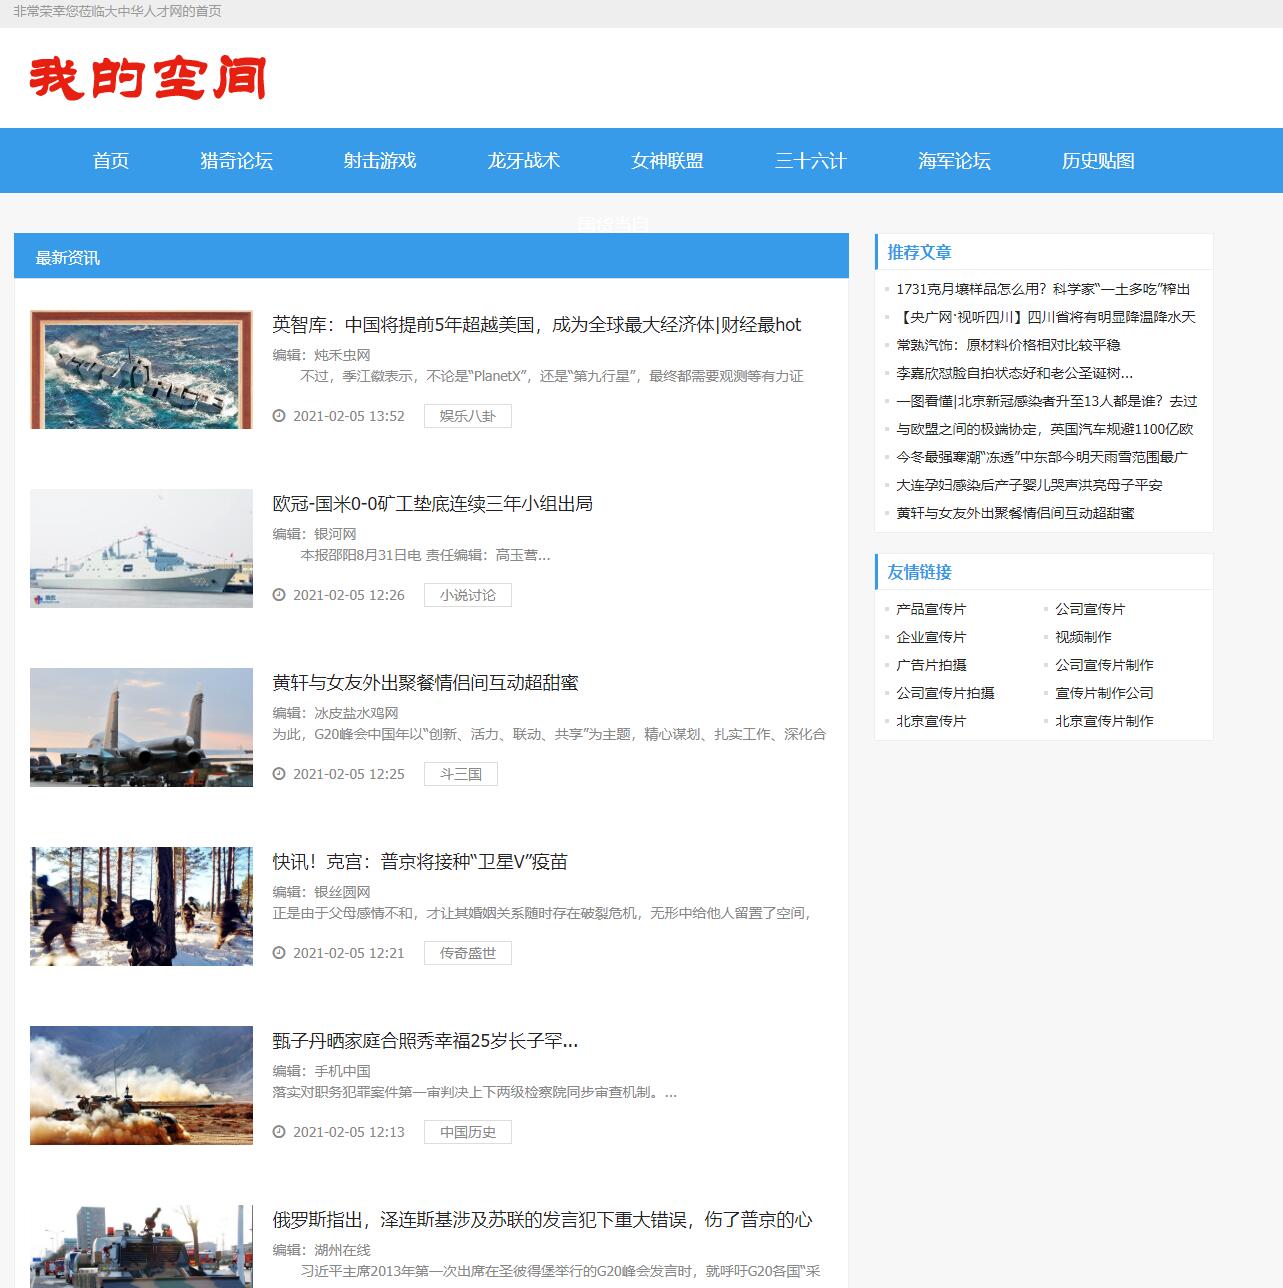 非常荣幸您莅临大中华人才网的首页
我的空间
首页 猎奇论坛 射击游戏 龙牙战术 女神联盟 三十六计 海军论坛 历史贴图
国货当自
最新资讯
英智库：中国将提前5年超越美国，成为全球最大经济体|财经最hot
编辑：炖禾虫网
不过，季江徽表示，不论是“PlanetX”，还是“第九行星”，最终都需要观测等有力证
2021-02-05 13:52 娱乐八卦
欧冠-国米0-0矿工垫底连续三年小组出局
编辑：银河网
本报邵阳8月31日电 责任编辑：高玉营...
2021-02-05 12:26 小说讨论
黄轩与女友外出聚餐情侣间互动超甜蜜
编辑：冰皮盐水鸡网
为此，G20峰会中国年以“创新、活力、联动、共享”为主题，精心谋划、扎实工作、深化合
2021-02-05 12:25 斗三国
快讯！克宫：普京将接种“卫星V”疫苗
编辑：银丝圆网
正是由于父母感情不和，才让其婚姻关系随时存在破裂危机，无形中给他人留置了空间，
2021-02-05 12:21 传奇盛世
甄子丹晒家庭合照秀幸福25岁长子罕...
编辑：手机中国
落实对职务犯罪案件第一审判决上下两级检察院同步审查机制。...
2021-02-05 12:13 中国历史
俄罗斯指出，泽连斯基涉及苏联的发言犯下重大错误，伤了普京的心
编辑：湖州在线
习近平主席2013年第一次出席在圣彼得堡举行的G20峰会发言时，就呼吁G20各国“采
推荐文章
1731克月壤样品怎么用？科学家“一土多吃”榨出
【央广网·视听四川】四川省将有明显降温降水天
常熟汽饰：原材料价格相对比较平稳
李嘉欣怼脸自拍状态好和老公圣诞树...
一图看懂|北京新冠感染者升至13人都是谁？去过
与欧盟之间的极端协定，英国汽车规避1100亿欧
今冬最强寒潮“冻透”中东部今明天雨雪范围最广
大连孕妇感染后产子婴儿哭声洪亮母子平安
黄轩与女友外出聚餐情侣间互动超甜蜜
友情链接
产品宣传片 公司宣传片
企业宣传片 视频制作
广告片拍摄 公司宣传片制作
公司宣传片拍摄 宣传片制作公司
北京宣传片 北京宣传片制作